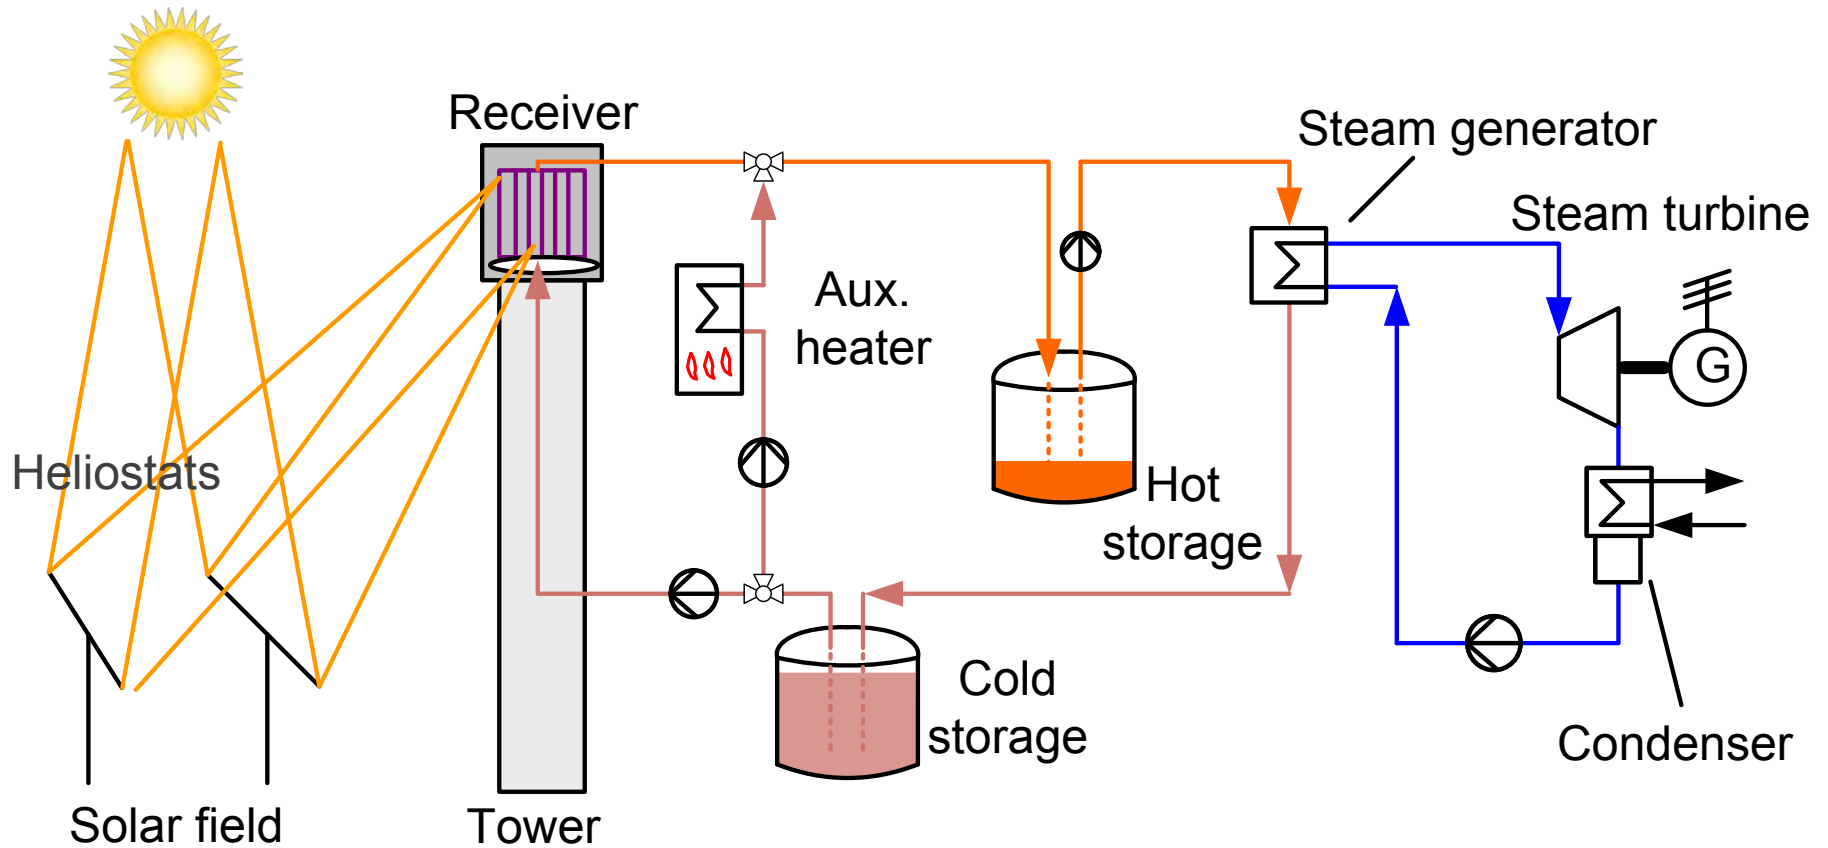 Receiver
Steam generator
Steam turbine
Aux.
heater
G
Heliostats
Hot
storage
Cold
storage
Condenser
Solar field
Tower